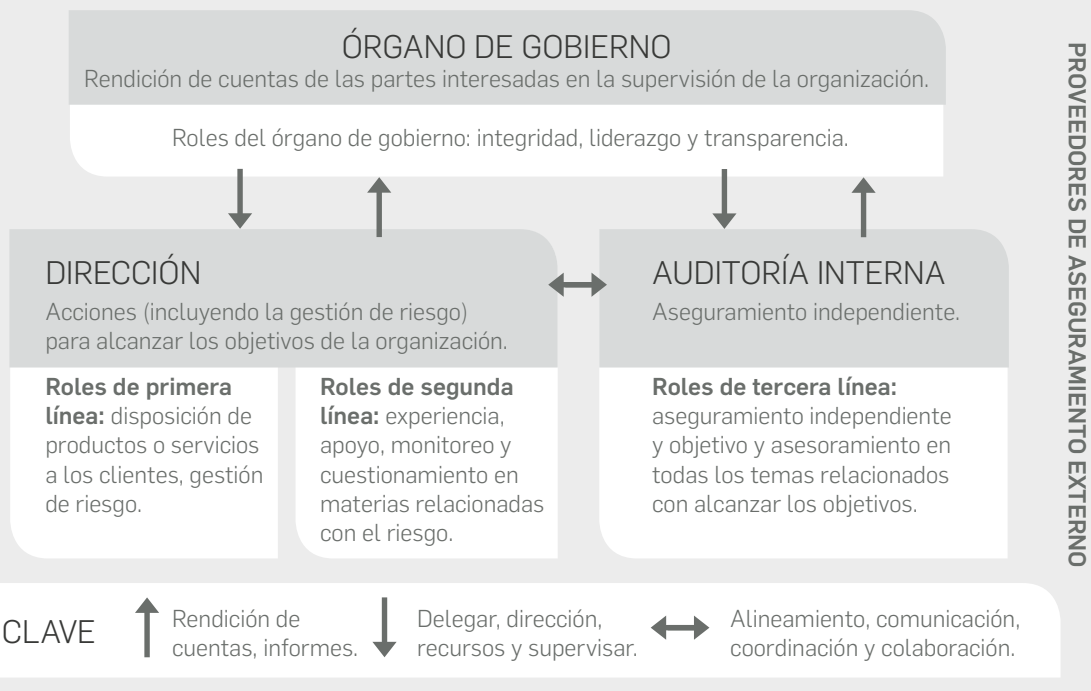 ÓRGANO DE GOBIERNO
Rendición de cuentas de las partes interesadas en la supervisión de la organización.
Roles del órgano de gobierno: integridad, liderazgo y transparencia.
DIRECCIÓN
Acciones (incluyendo la gestión de riesgo)
para alcanzar los objetivos de la organización.
Roles de primera
línea: disposición de
productos o servicios
a los clientes, gestión
de riesgo.
Roles de segunda
línea: experiencia,
apoyo, monitoreo y
cuestionamiento en
materias relacionadas
con el riesgo.
AUDITORÍA INTERNA
Aseguramiento independiente.
Roles de tercera línea:
aseguramiento independiente
y objetivo y asesoramiento en
todas los temas relacionados
con alcanzar los objetivos.
PROVEEDORES DE ASEGURAMIENTO EXTERNO
CLAVE
Rendición de
cuentas, informes.
Delegar, dirección,
recursos y supervisar.
Alineamiento, comunicación,
coordinación y colaboración.